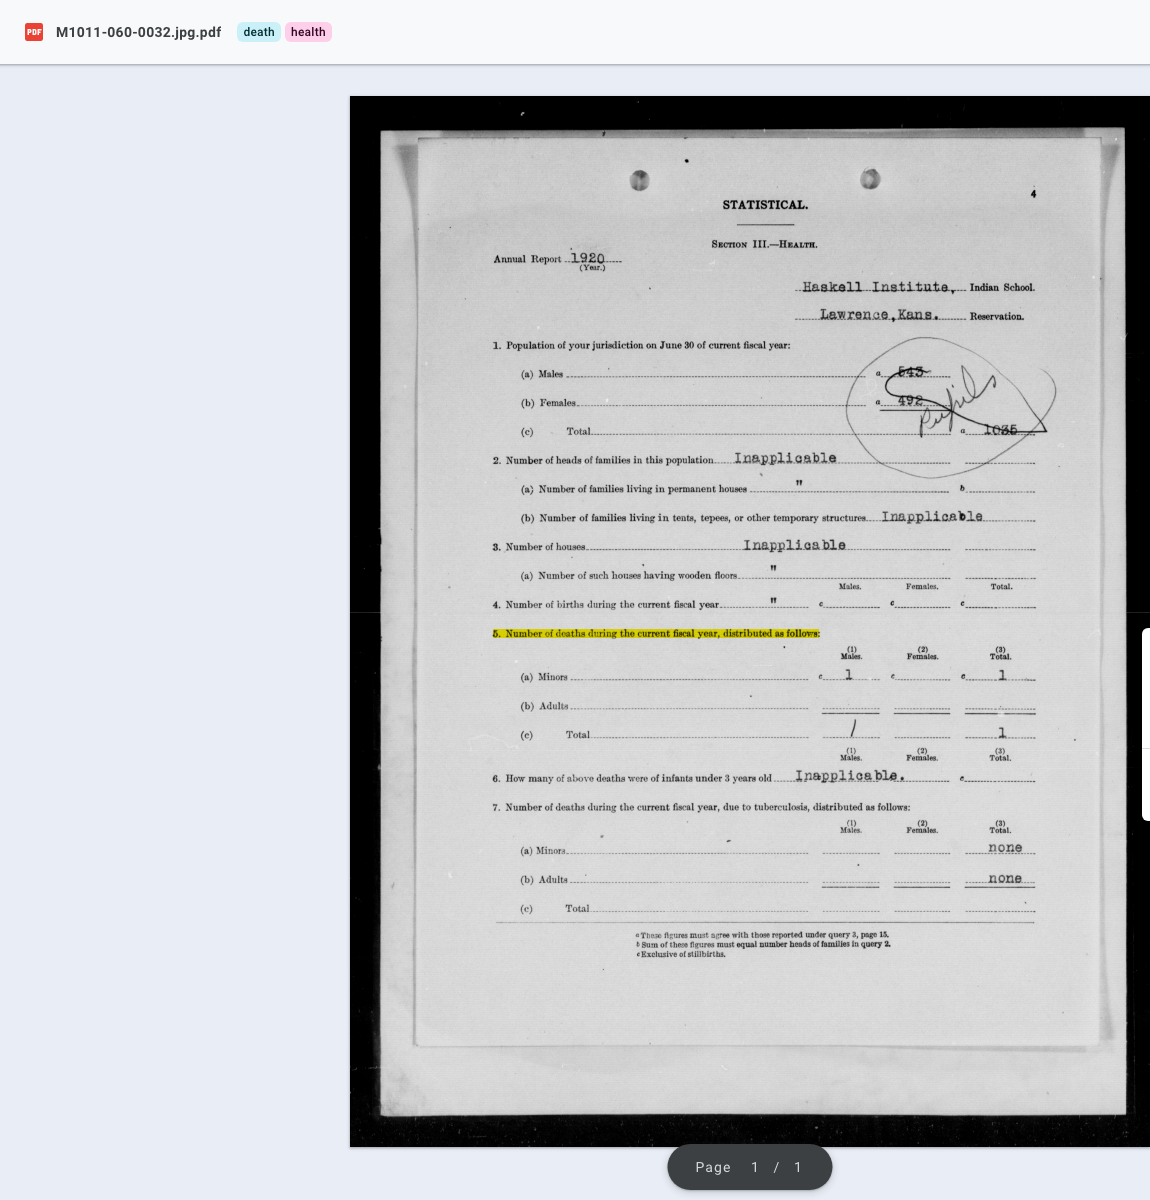 M1011-060-0032.jpg.pdf death health
4
STATISTICAL.
SECTION III.—HEALTH.
Annual Report 1920
(Year.)
Haskell Institute, Indian School.
Lawrence, Kans. Reservation.
1. Population of your jurisdiction on June 30 of current fiscal year:
(a) Males a 543
(b) Females a 492
pupils
(c) Total a 1035
2. Number of heads of families in this population Inapplicable
(a) Number of families living in permanent houses " b
(b) Number of families living in tents, tepees, or other temporary structures Inapplicable
3. Number of houses Inapplicable
(a) Number of such houses having wooden floors "
Males. Females. Total.
4. Number of births during the current fiscal year " c c c
5. Number of deaths during the current fiscal year, distributed as follows:
(1) (2) (3)
Males. Females. Total.
(a) Minors c 1 c c 1
(b) Adults
(c) Total 1 1
(1) (2) (3)
Males. Females. Total.
6. How many of above deaths were of infants under 3 years old Inapplicable. c
7. Number of deaths during the current fiscal year, due to tuberculosis, distributed as follows:
(1) (2) (3)
Males. Females. Total.
(a) Minors none
(b) Adults none
(c) Total
a These figures must agree with those reported under query 3, page 15.
b Sum of these figures must equal number heads of families in query 2.
c Exclusive of stillbirths.
Page 1 / 1